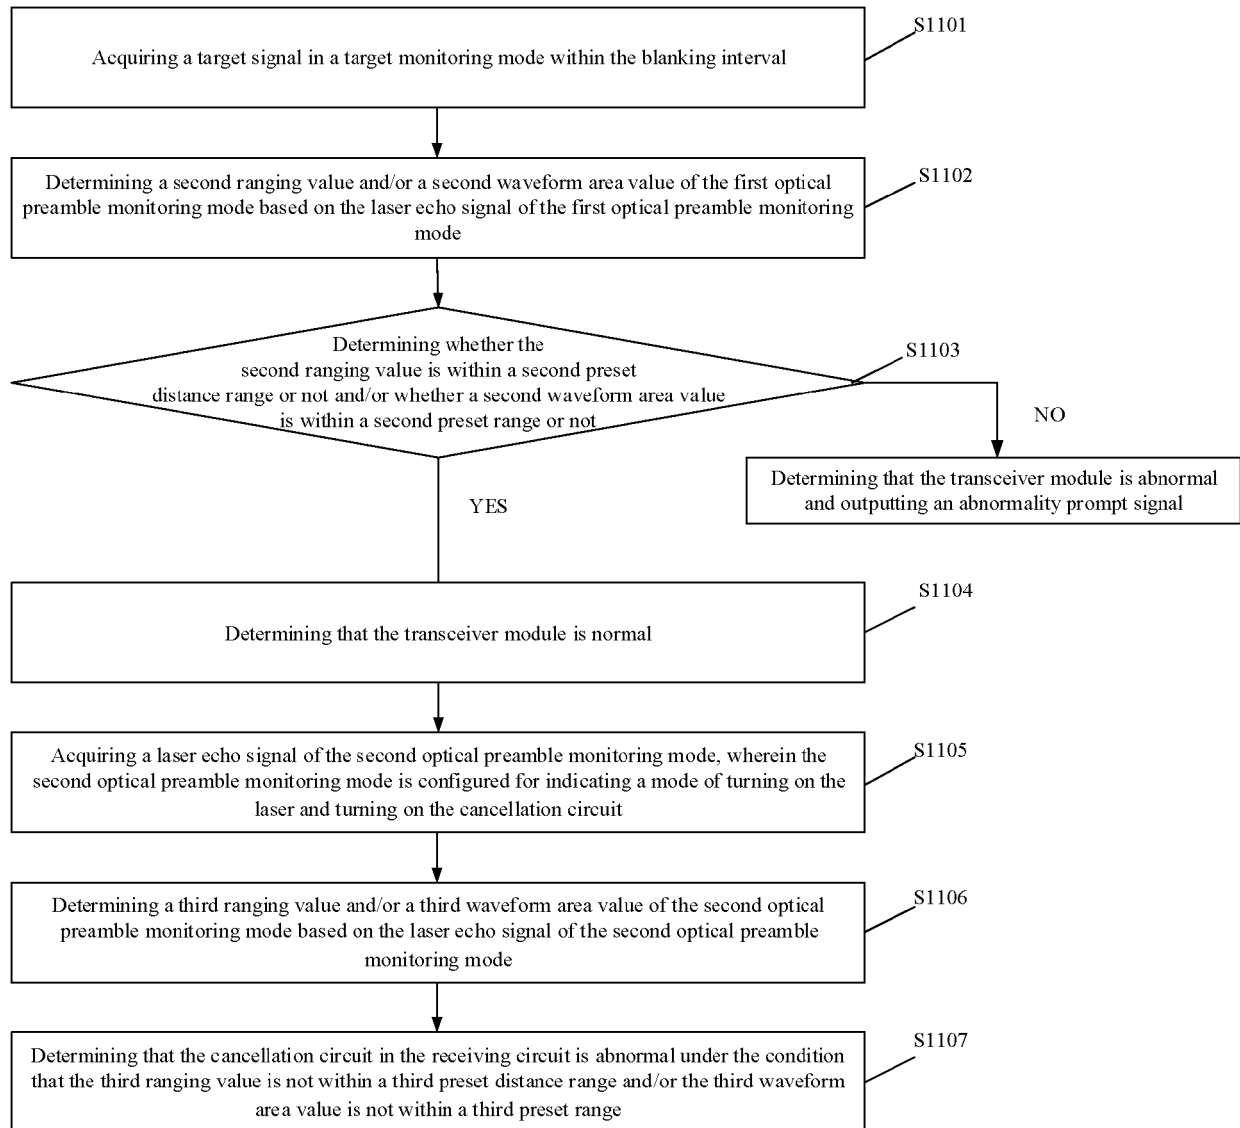 S1101
Acquiring a target signal in a target monitoring mode within the blanking interval
S1102
Determining a second ranging value and/or a second waveform area value of the first optical
preamble monitoring mode based on the laser echo signal of the first optical preamble monitoring
mode
S1103
Determining whether the
second ranging value is within a second preset
distance range or not and/or whether a second waveform area value
is within a second preset range or not
NO
Determining that the transceiver module is abnormal
and outputting an abnormality prompt signal
YES
S1104
Determining that the transceiver module is normal
S1105
Acquiring a laser echo signal of the second optical preamble monitoring mode, wherein the
second optical preamble monitoring mode is configured for indicating a mode of turning on the
laser and turning on the cancellation circuit
S1106
Determining a third ranging value and/or a third waveform area value of the second optical
preamble monitoring mode based on the laser echo signal of the second optical preamble
monitoring mode
S1107
Determining that the cancellation circuit in the receiving circuit is abnormal under the condition
that the third ranging value is not within a third preset distance range and/or the third waveform
area value is not within a third preset range